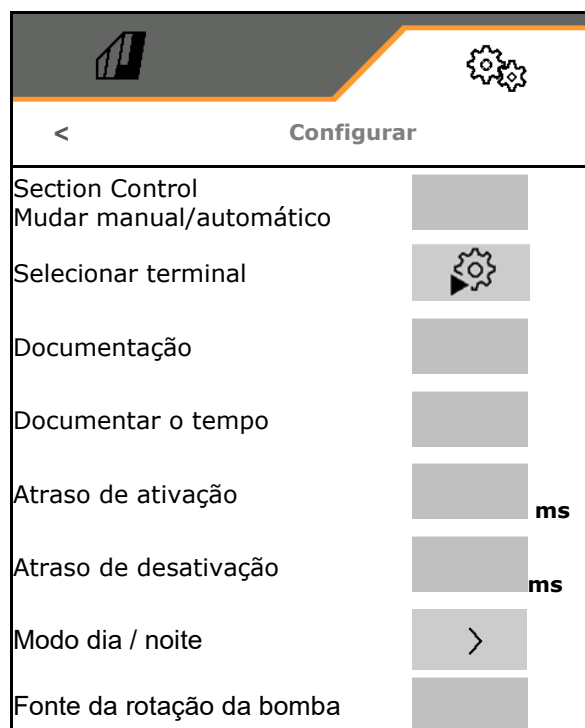 < Configurar
Section Control
Mudar manual/automático
Selecionar terminal
Documentação
Documentar o tempo
Atraso de ativação ms
Atraso de desativação ms
Modo dia / noite >
Fonte da rotação da bomba